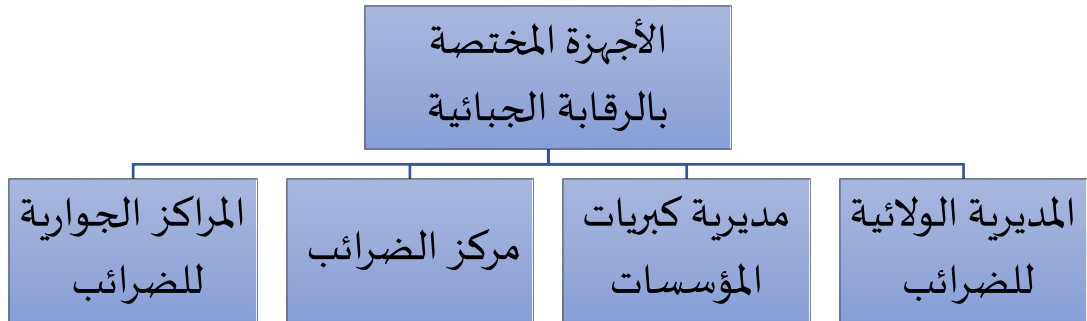 الأجهزة المختصة
بالرقابة الجبائية
المديرية الولائية
للضرائب
مديرية كبريات
المؤسسات
مركز الضرائب
المراكز الجوارية
للضرائب